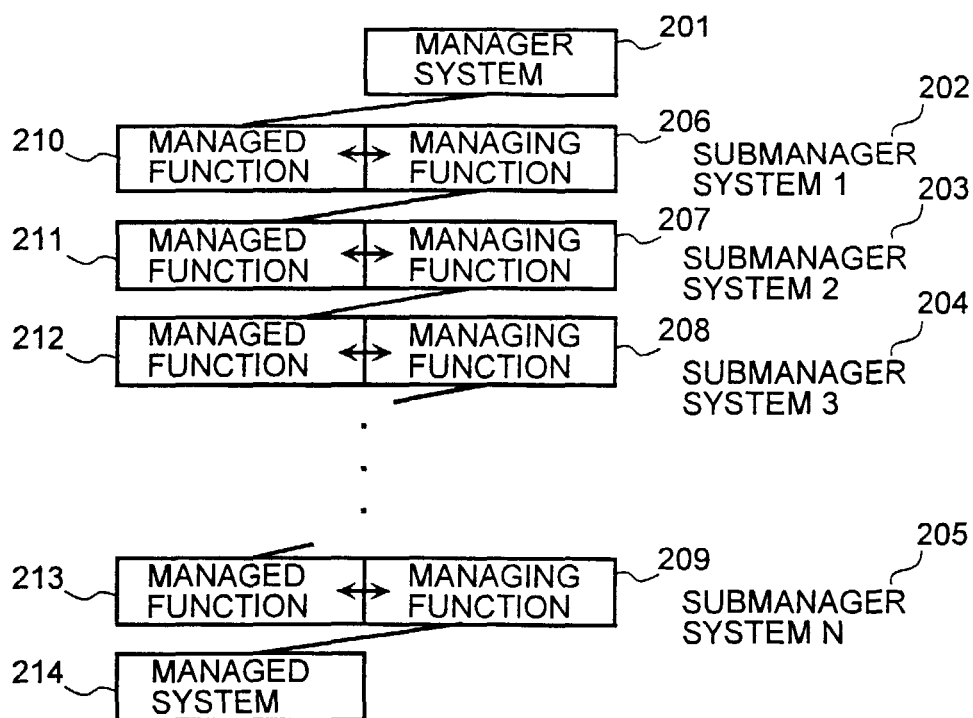 MANAGER
SYSTEM
201
202
210
MANAGED
FUNCTION
MANAGING
FUNCTION
206
SUBMANAGER
SYSTEM 1
203
211
MANAGED
FUNCTION
MANAGING
FUNCTION
207
SUBMANAGER
SYSTEM 2
204
212
MANAGED
FUNCTION
MANAGING
FUNCTION
208
SUBMANAGER
SYSTEM 3
205
213
MANAGED
FUNCTION
MANAGING
FUNCTION
209
SUBMANAGER
SYSTEM N
214
MANAGED
SYSTEM